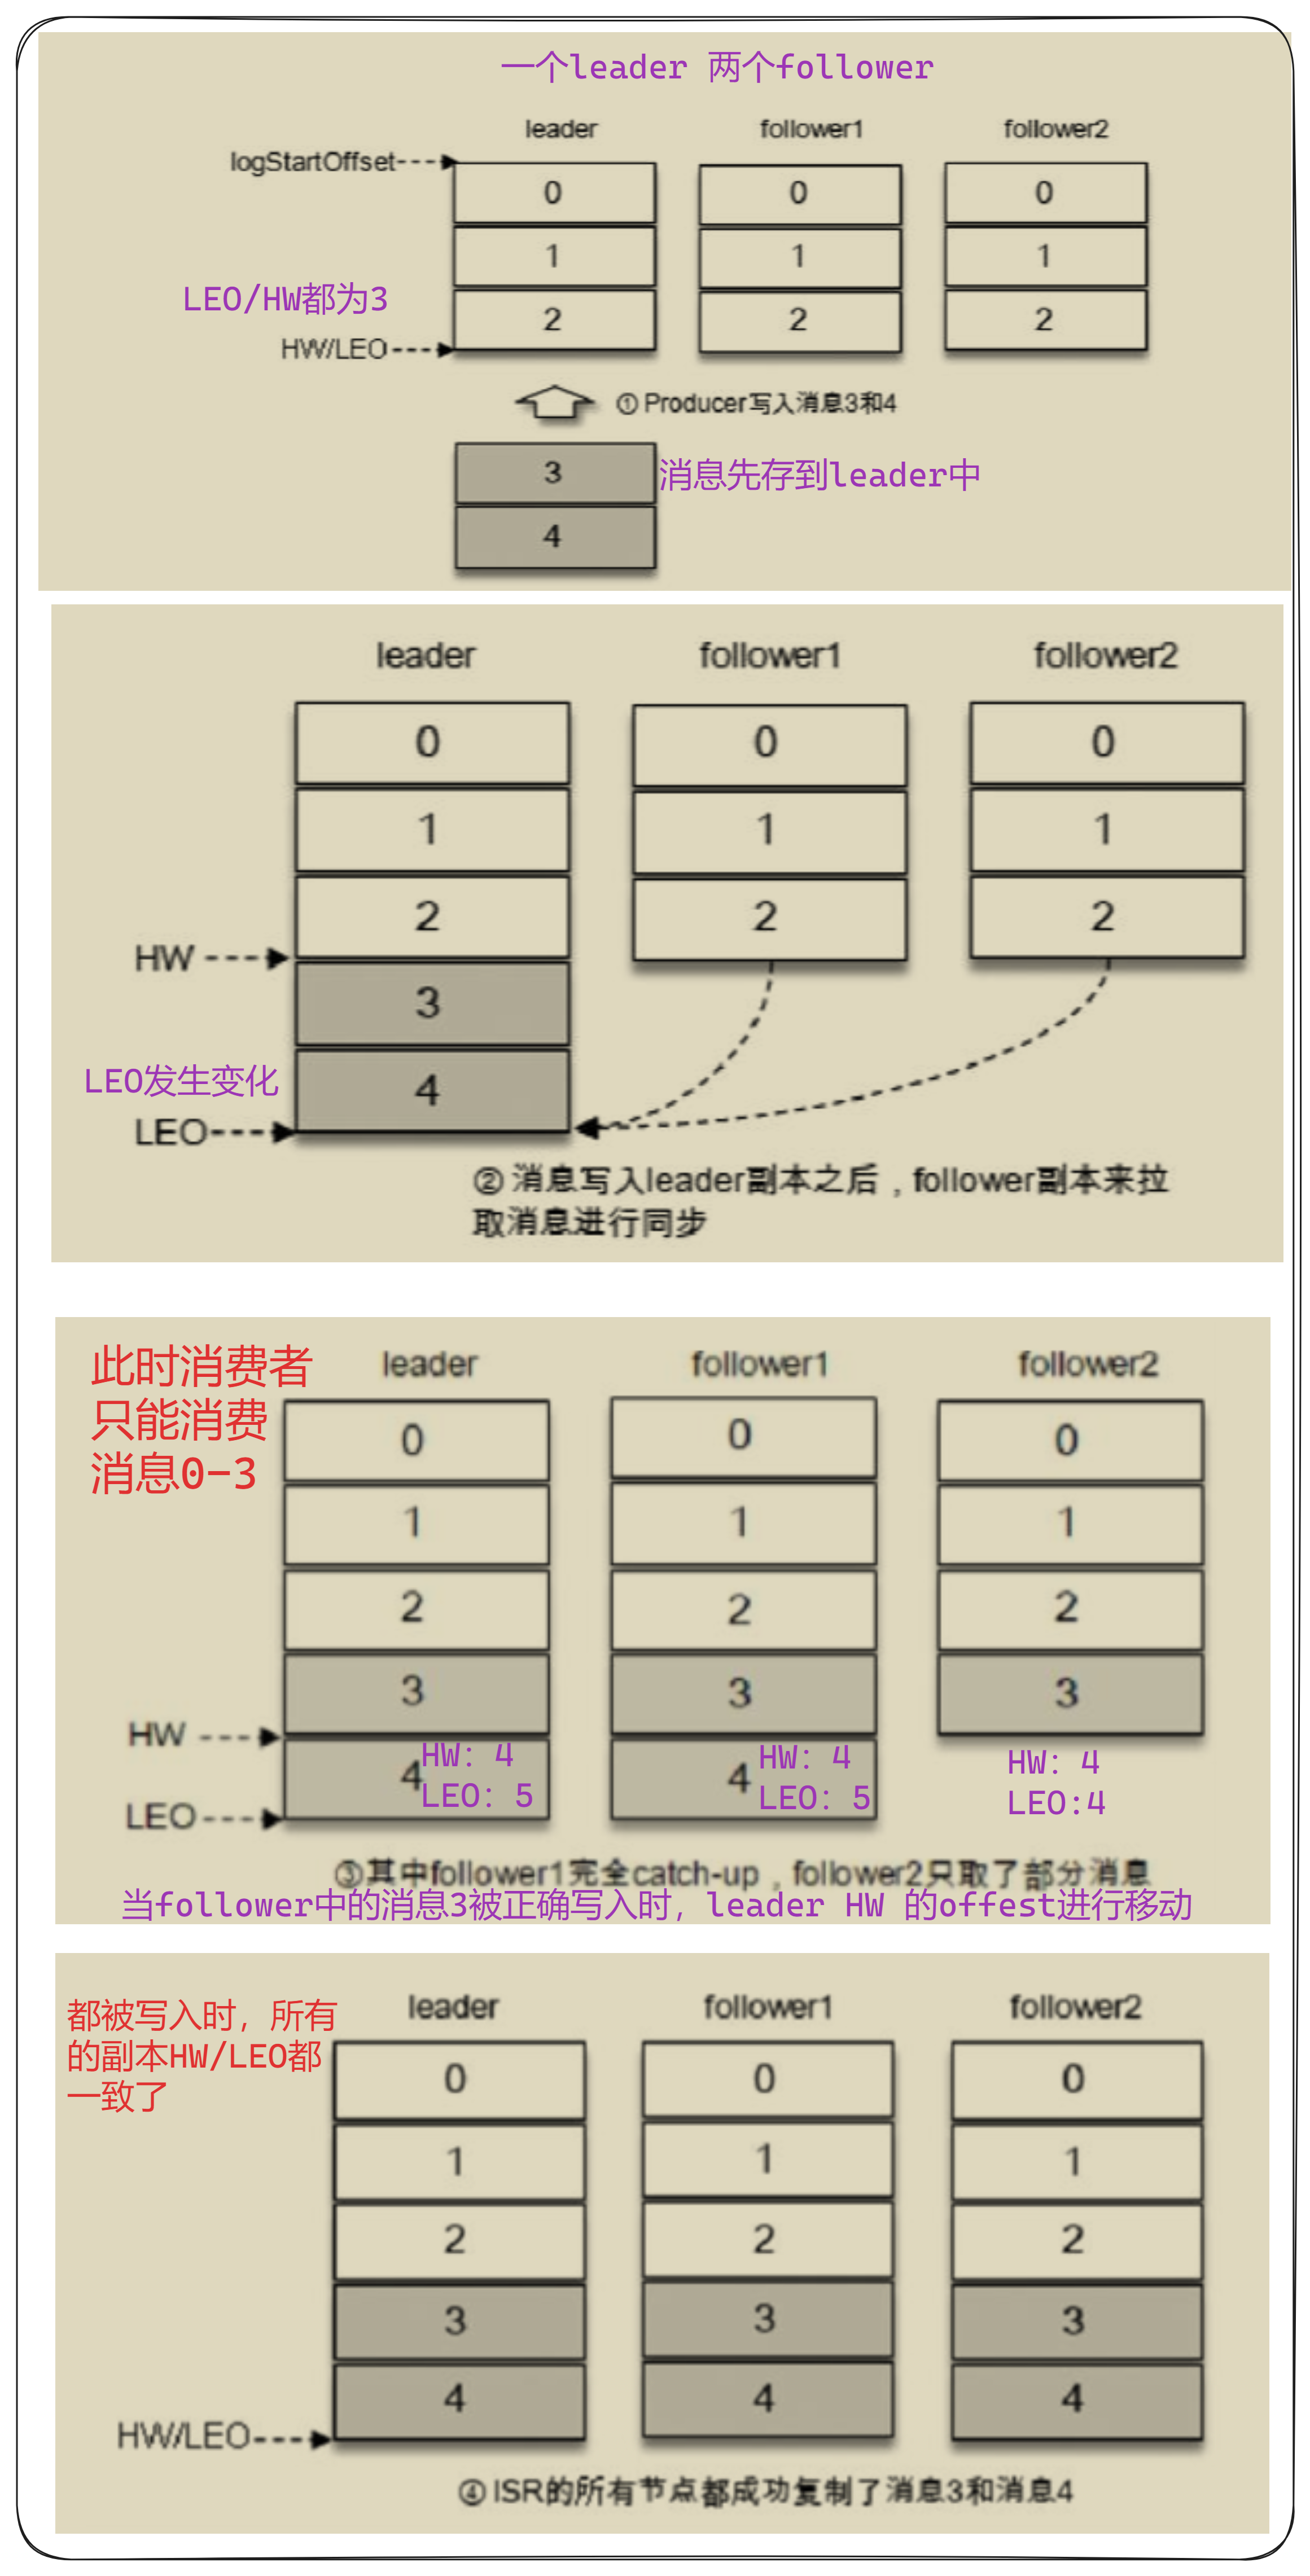 一个leader 两个follower
leader follower1 follower2
logStartOffset
0 0 0
1 1 1
LEO/HW都为3
2 2 2
HW/LEO
① Producer写入消息3和4
3 消息先存到leader中
4
leader follower1 follower2
0 0 0
1 1 1
2 2 2
HW
3
LEO发生变化
4
LEO
② 消息写入leader副本之后，follower副本来拉
取消息进行同步
此时消费者
只能消费
消息0-3
leader follower1 follower2
0 0 0
1 1 1
2 2 2
3 3 3
HW
4 HW: 4 4 HW: 4 HW: 4
LEO: 5 LEO: 5 LEO:4
LEO
③其中follower1完全catch-up，follower2只取了部分消息
当follower中的消息3被正确写入时，leader HW 的offest进行移动
都被写入时，所有
的副本HW/LEO都
一致了
leader follower1 follower2
0 0 0
1 1 1
2 2 2
3 3 3
4 4 4
HW/LEO
④ ISR的所有节点都成功复制了消息3和消息4